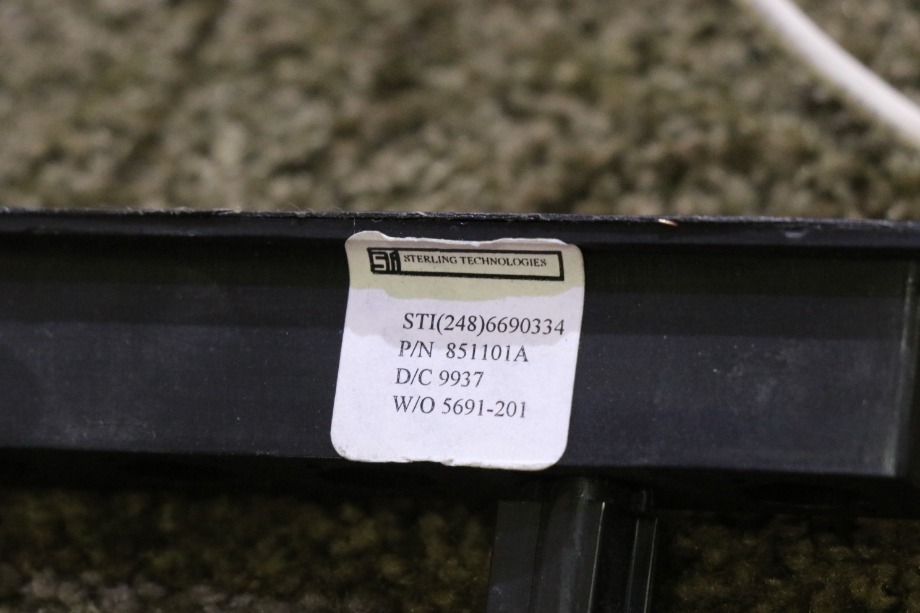 STI STERLING TECHNOLOGIES
STI(248)6690334
P/N 851101A
D/C 9937
W/O 5691-201